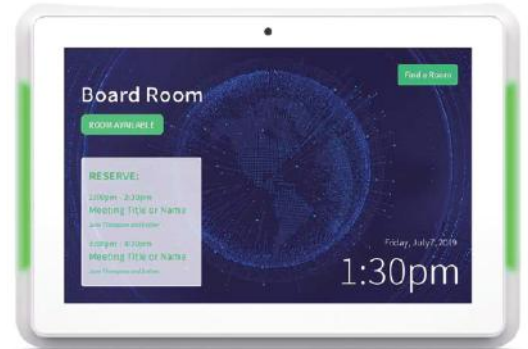 Find a Room
Board Room
ROOM AVAILABLE
RESERVE:
Meeting Title or Name
Meeting Title or Name
Friday, July 7, 2019
1:30pm